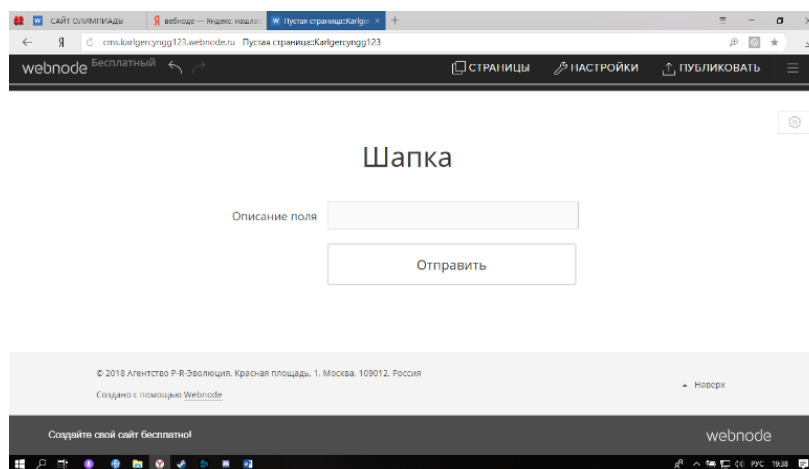 САЙТ ОЛИМПИАДЫ
вебноде — Яндекс: нашлос
Пустая страница::Karlger
cms.karlgercyngg123.webnode.ru Пустая страница::Karlgercyngg123
webnode Бесплатный
СТРАНИЦЫ
НАСТРОЙКИ
ПУБЛИКОВАТЬ
Шапка
Описание поля
Отправить
© 2018 Агентство P-R-Эволюция, Красная площадь, 1, Москва, 109012, Россия
Наверх
Создано с помощью Webnode
Создайте свой сайт бесплатно!
webnode
РУС 19:38